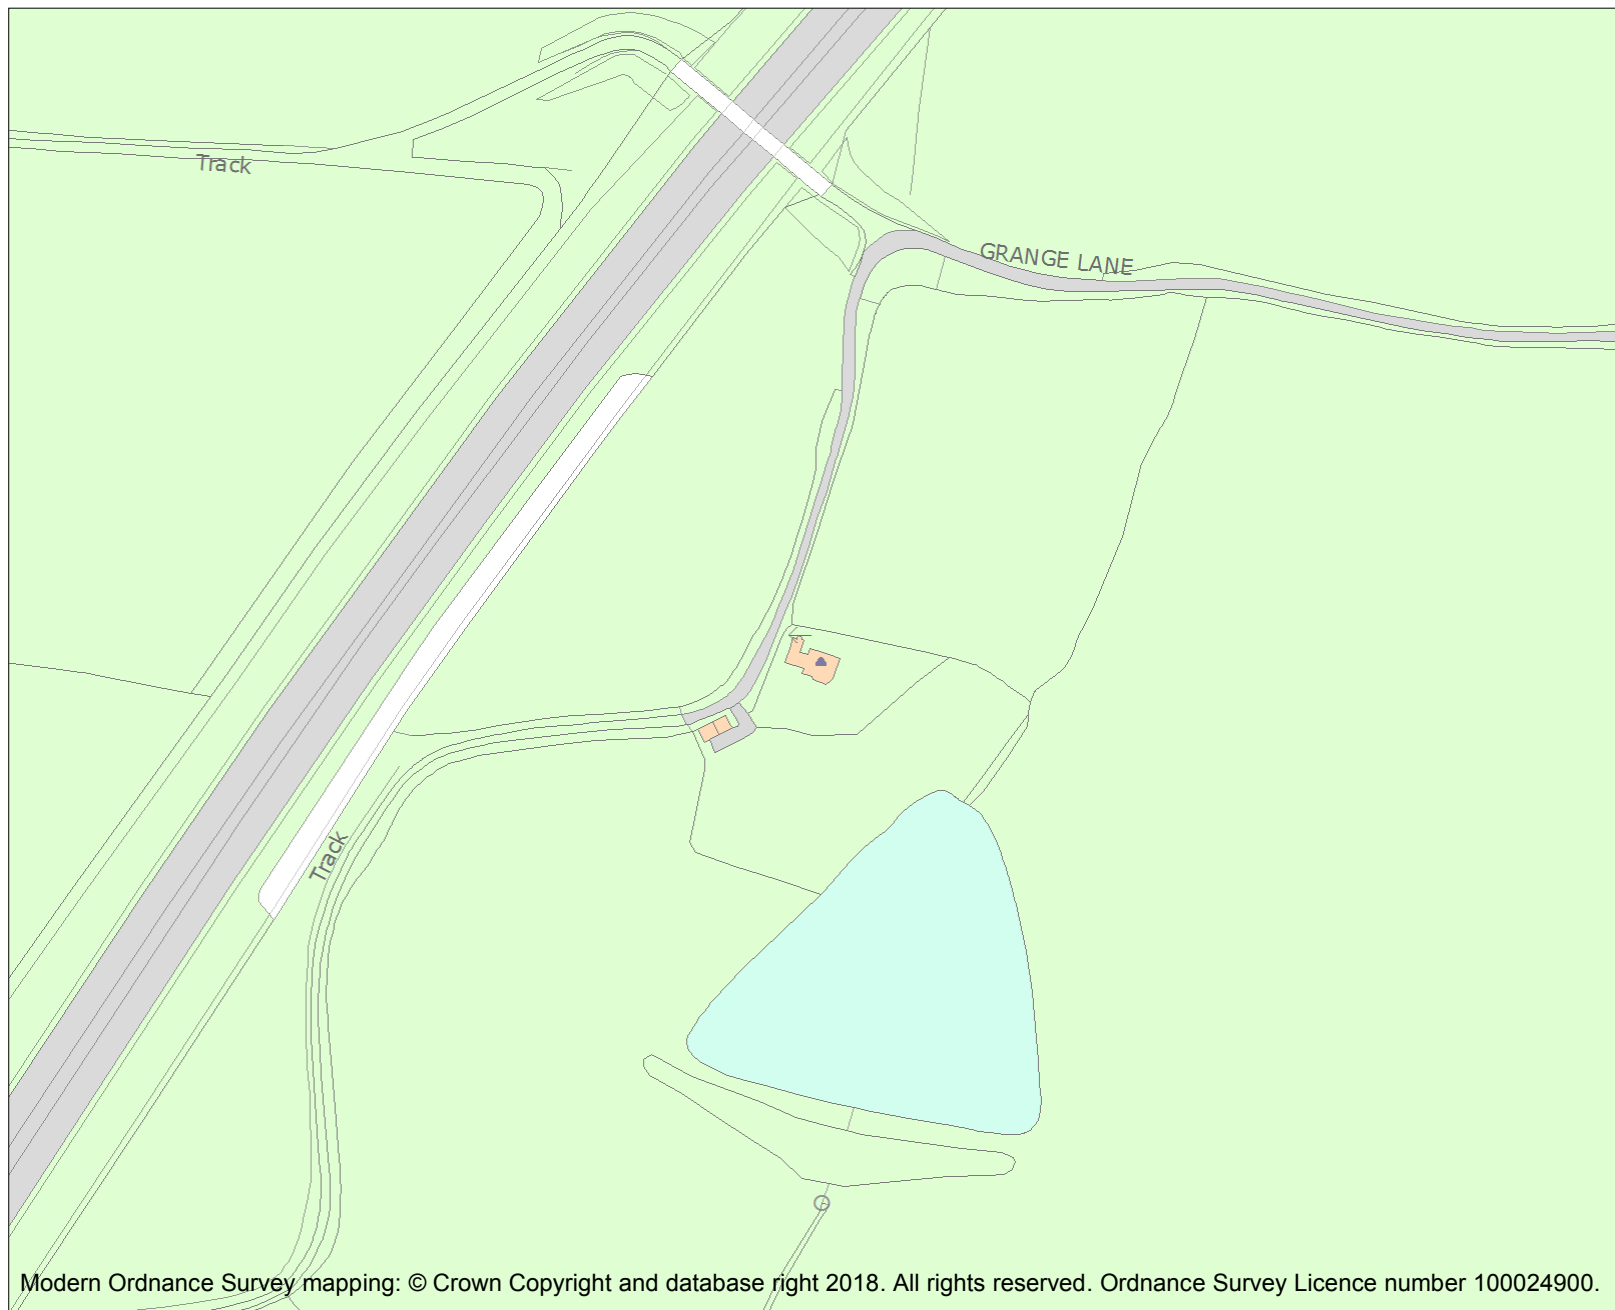 Track
GRANGE LANE
Track
Modern Ordnance Survey mapping: © Crown Copyright and database right 2018. All rights reserved. Ordnance Survey Licence number 100024900.